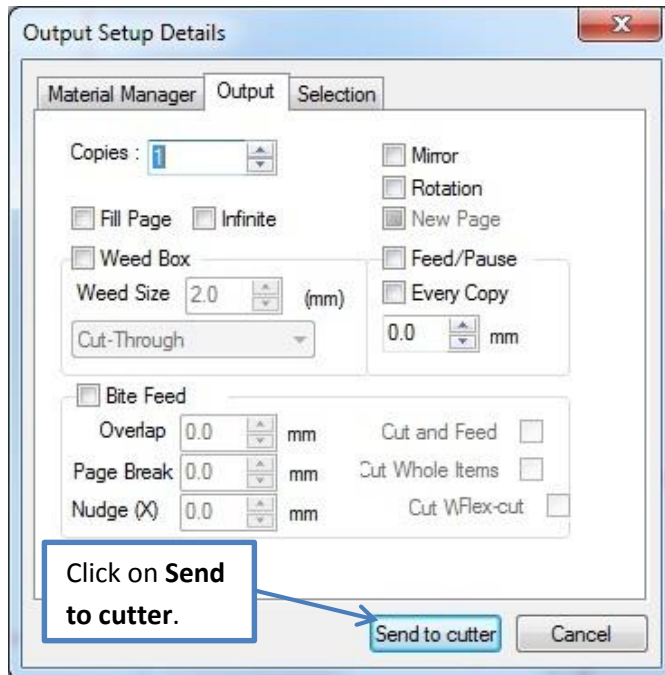 Output Setup Details
Material Manager Output Selection
Copies : 1
Mirror
Rotation
Fill Page Infinite
New Page
Weed Box
Feed/Pause
Weed Size 2.0 (mm)
Every Copy
Cut-Through
0.0 mm
Bite Feed
Overlap 0.0 mm
Cut and Feed
Page Break 0.0 mm
Cut Whole Items
Nudge (X) 0.0 mm
Cut W\Flex-cut
Click on Send
to cutter.
Send to cutter Cancel